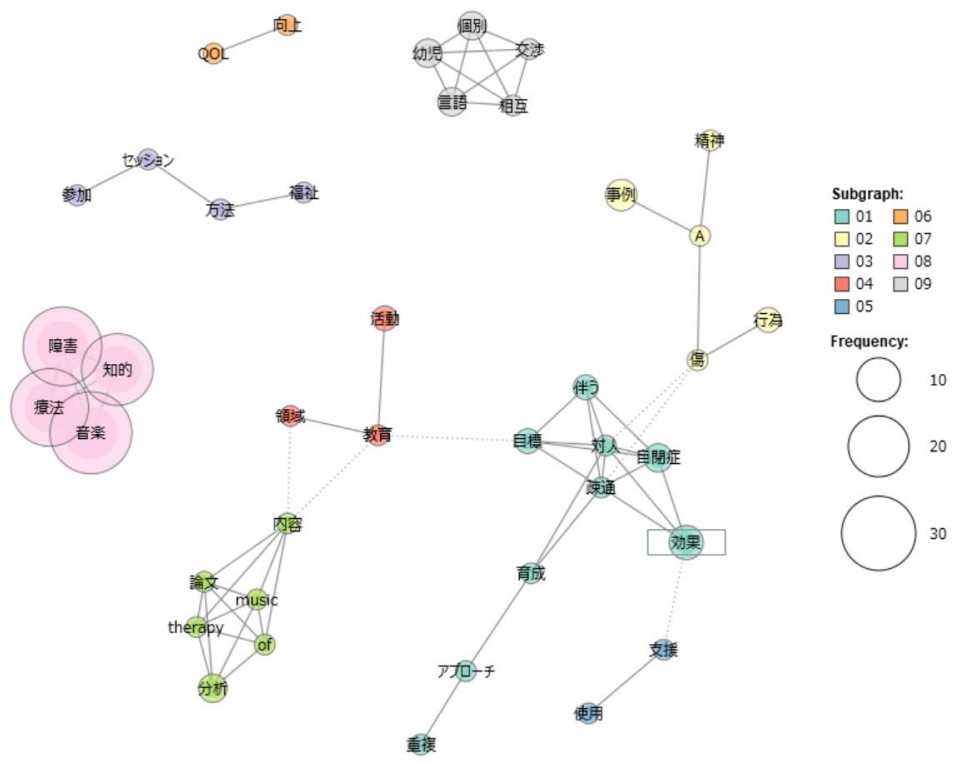 向上
QOL
個別
幼児
交渉
言語
相互
精神
セッション
参加
方法
福祉
事例
A
Subgraph:
01
06
02
07
03
08
04
09
05
活動
行為
Frequency:
10
20
30
障害
知的
療法
音楽
傷
伴う
領域
教育
目標
対人
自閉症
疎通
内容
効果
論文
music
育成
therapy
of
支援
アプローチ
分析
使用
重複